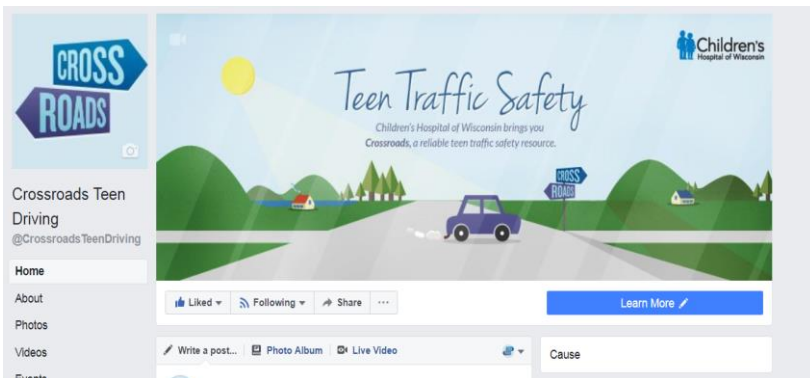 CROSS
ROADS
Crossroads Teen
Driving
@CrossroadsTeenDriving
Home
About
Photos
Videos
Events
Children's
Hospital of Wisconsin
Teen Traffic Safety
Children's Hospital of Wisconsin brings you
Crossroads, a reliable teen traffic safety resource.
CROSS
ROADS
Liked
Following
Share
Learn More
Write a post...
Photo Album
Live Video
Cause